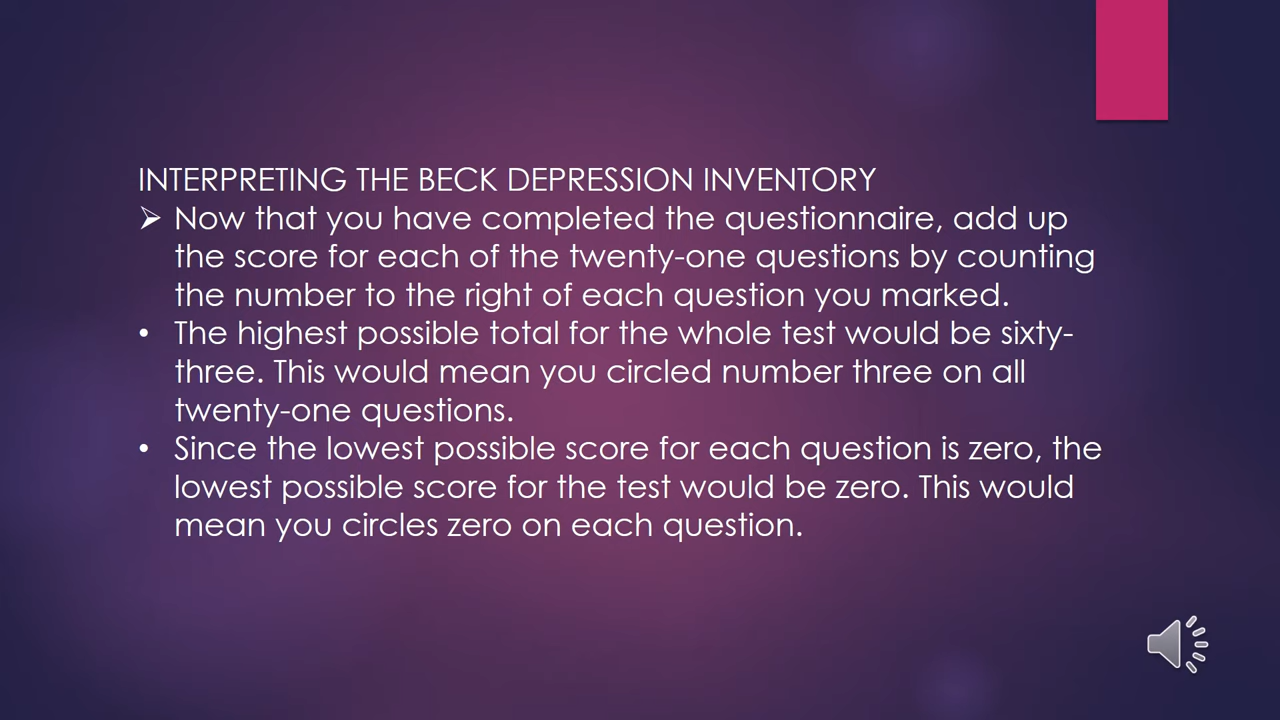 INTERPRETING THE BECK DEPRESSION INVENTORY
➢ Now that you have completed the questionnaire, add up
the score for each of the twenty-one questions by counting
the number to the right of each question you marked.
• The highest possible total for the whole test would be sixty-
three. This would mean you circled number three on all
twenty-one questions.
• Since the lowest possible score for each question is zero, the
lowest possible score for the test would be zero. This would
mean you circles zero on each question.